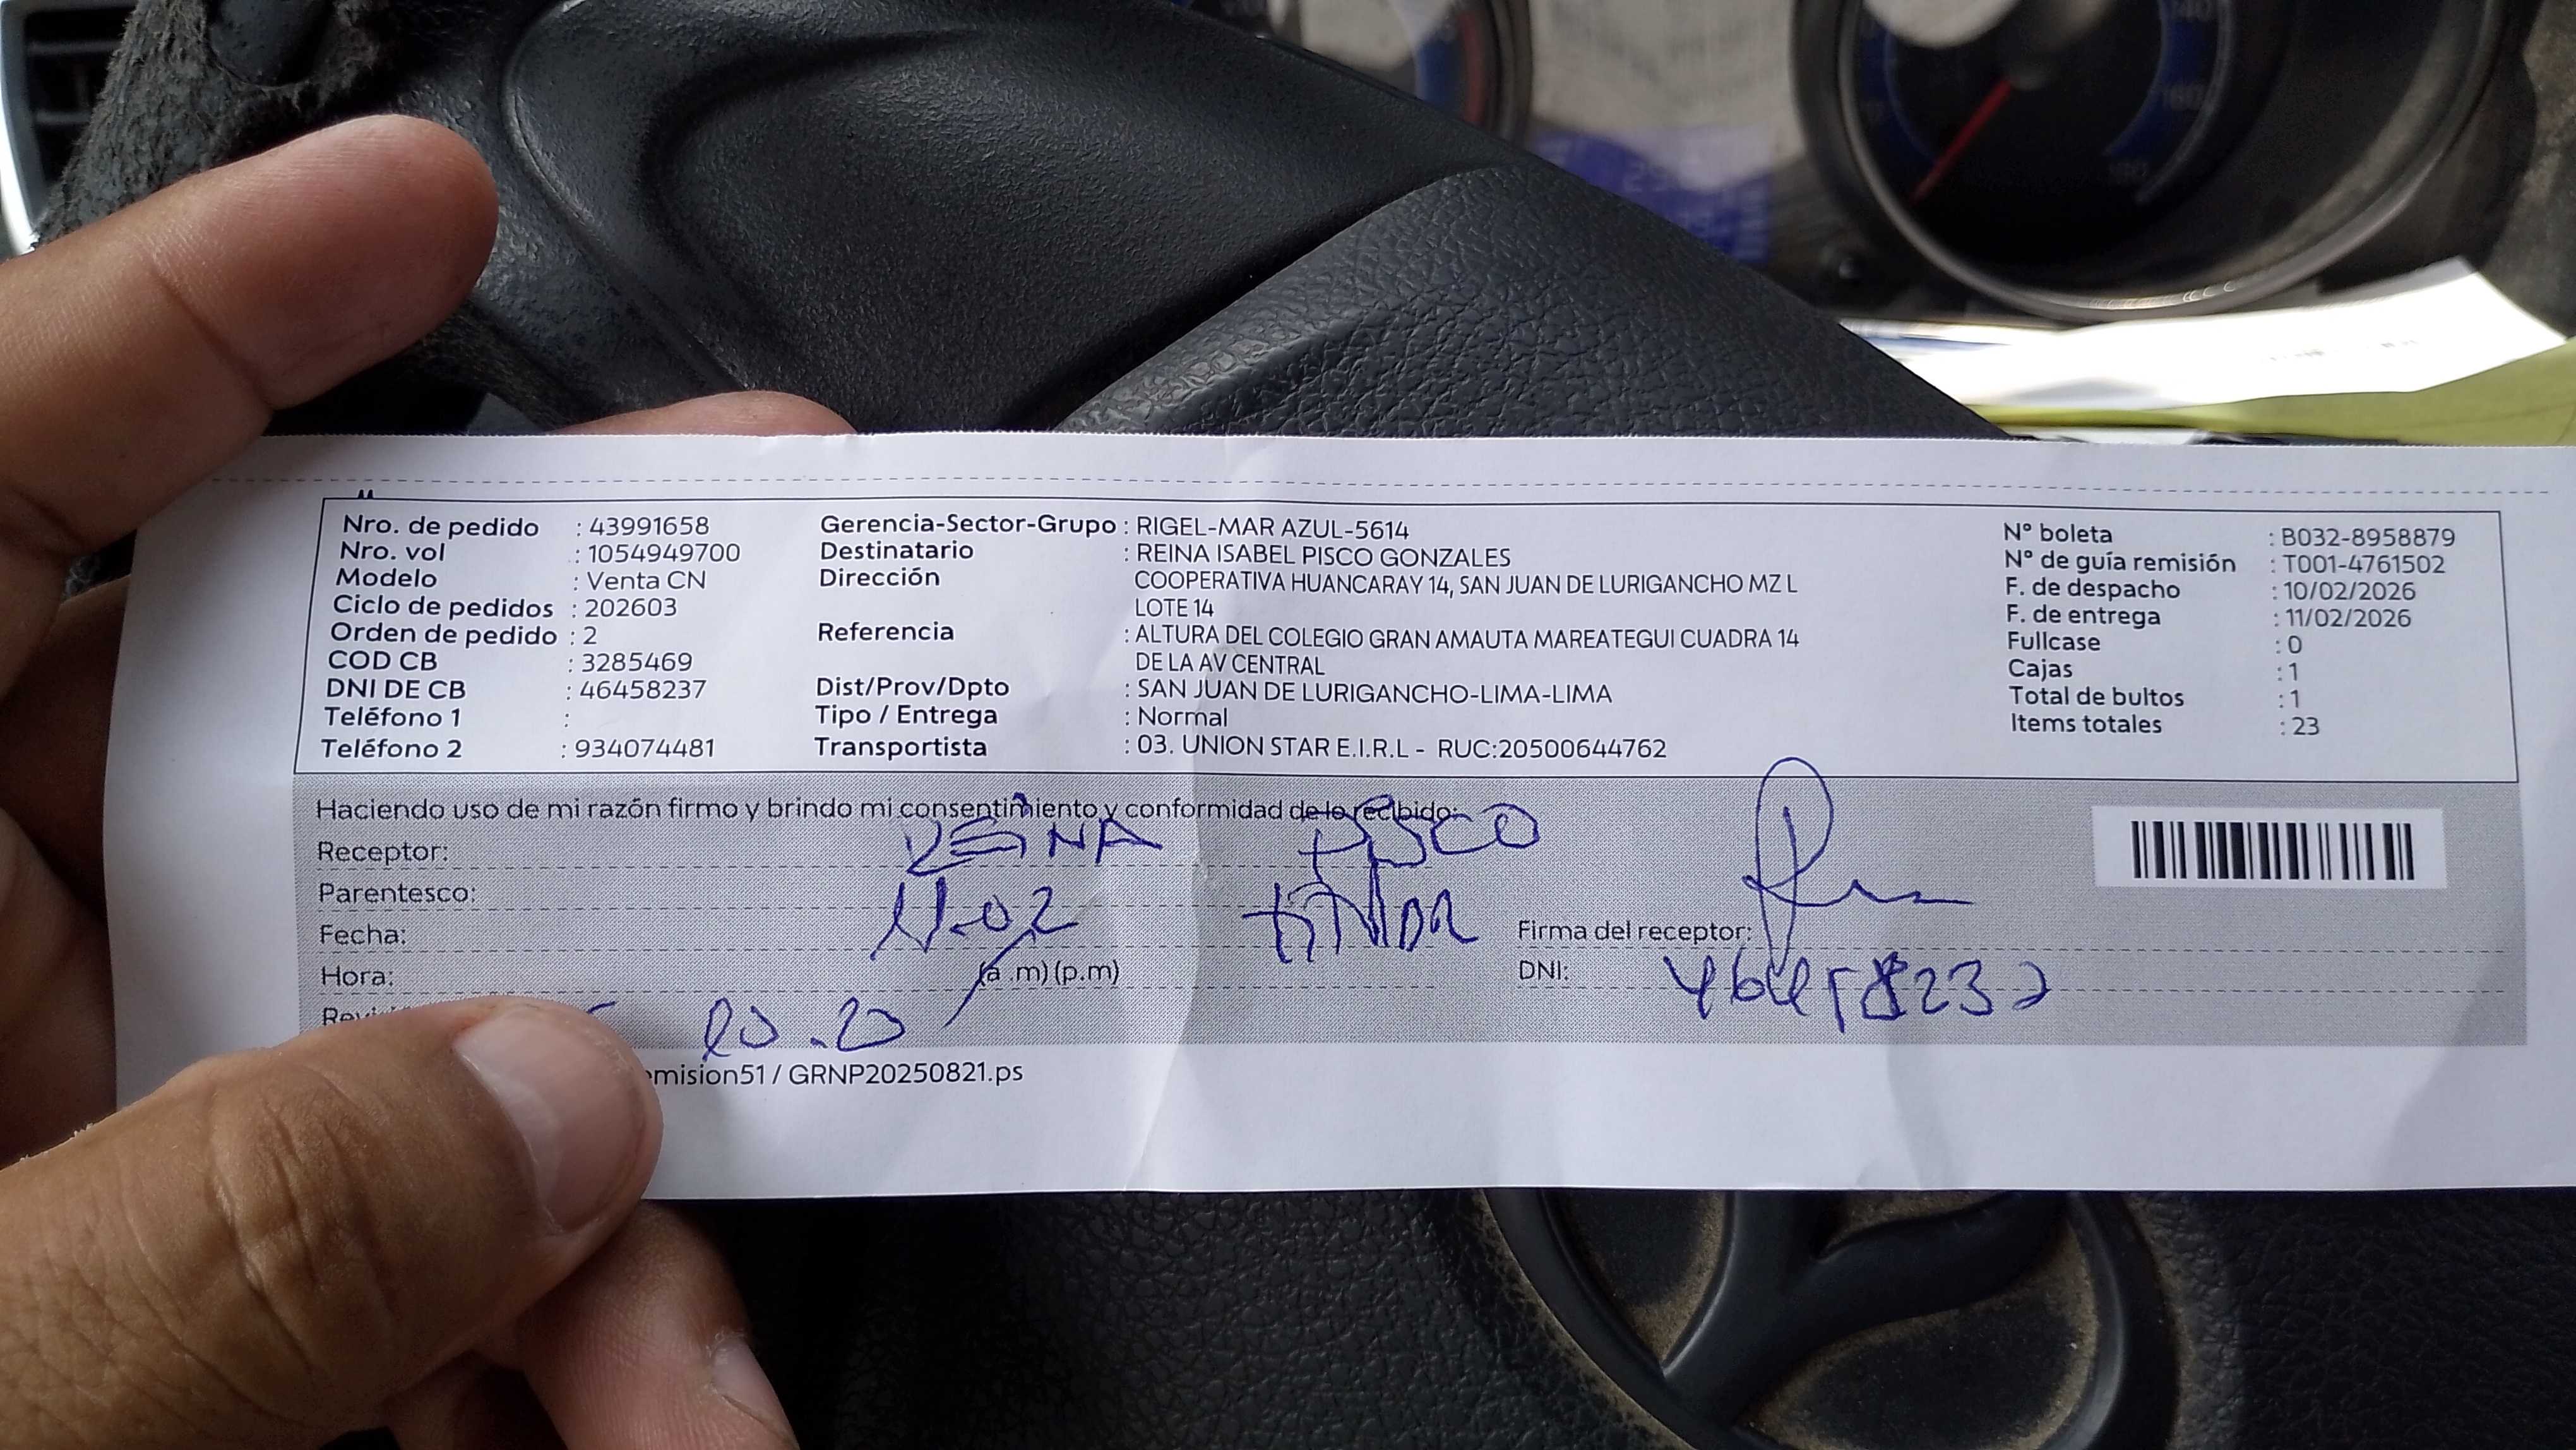 Nro. de pedido : 43991658
Nro. vol : 1054949700
Modelo : Venta CN
Ciclo de pedidos : 202603
Orden de pedido : 2
COD CB : 3285469
DNI DE CB : 46458237
Teléfono 1 :
Teléfono 2 : 934074481
Gerencia-Sector-Grupo : RIGEL-MAR AZUL-5614
Destinatario : REINA ISABEL PISCO GONZALES
Dirección COOPERATIVA HUANCARAY 14, SAN JUAN DE LURIGANCHO MZ L
LOTE 14
Referencia : ALTURA DEL COLEGIO GRAN AMAUTA MAREATEGUI CUADRA 14
DE LA AV CENTRAL
Dist/Prov/Dpto : SAN JUAN DE LURIGANCHO-LIMA-LIMA
Tipo / Entrega : Normal
Transportista : 03. UNION STAR E.I.R.L - RUC:20500644762
N° boleta : B032-8958879
N° de guía remisión : T001-4761502
F. de despacho : 10/02/2026
F. de entrega : 11/02/2026
Fullcase : 0
Cajas : 1
Total de bultos : 1
Items totales : 23
Haciendo uso de mi razón firmo y brindo mi consentimiento y conformidad de lo recibido:
Receptor: REINA PISCO
Parentesco:
Fecha: 11-02
Firma del receptor:
Hora: (a .m) (p.m)
DNI:
10.20
emision51 / GRNP20250821.ps